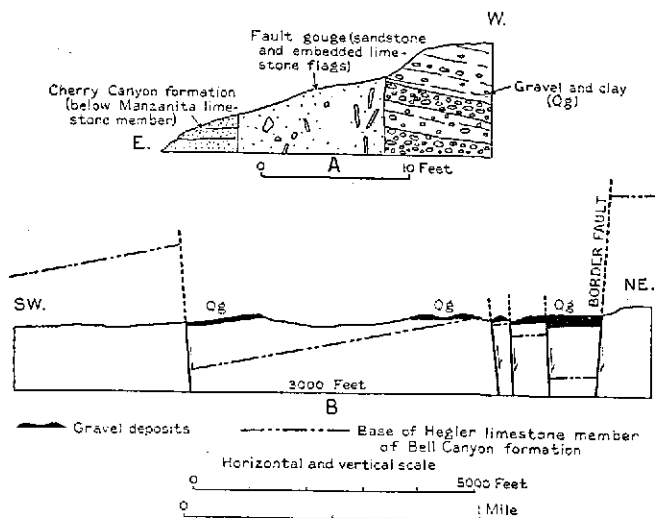 W.
Fault gouge (sandstone
and embedded lime-
stone flags)
Cherry Canyon formation
(below Manzanita lime-
stone member)
Gravel and clay
(Qg)
E.
0 A 10 Feet
BORDER FAULT
SW. Qg Qg Qg NE.
3000 Feet
B
Gravel deposits
Base of Hegler limestone member
of Bell Canyon formation
Horizontal and vertical scale
0 5000 Feet
0 1 Mile